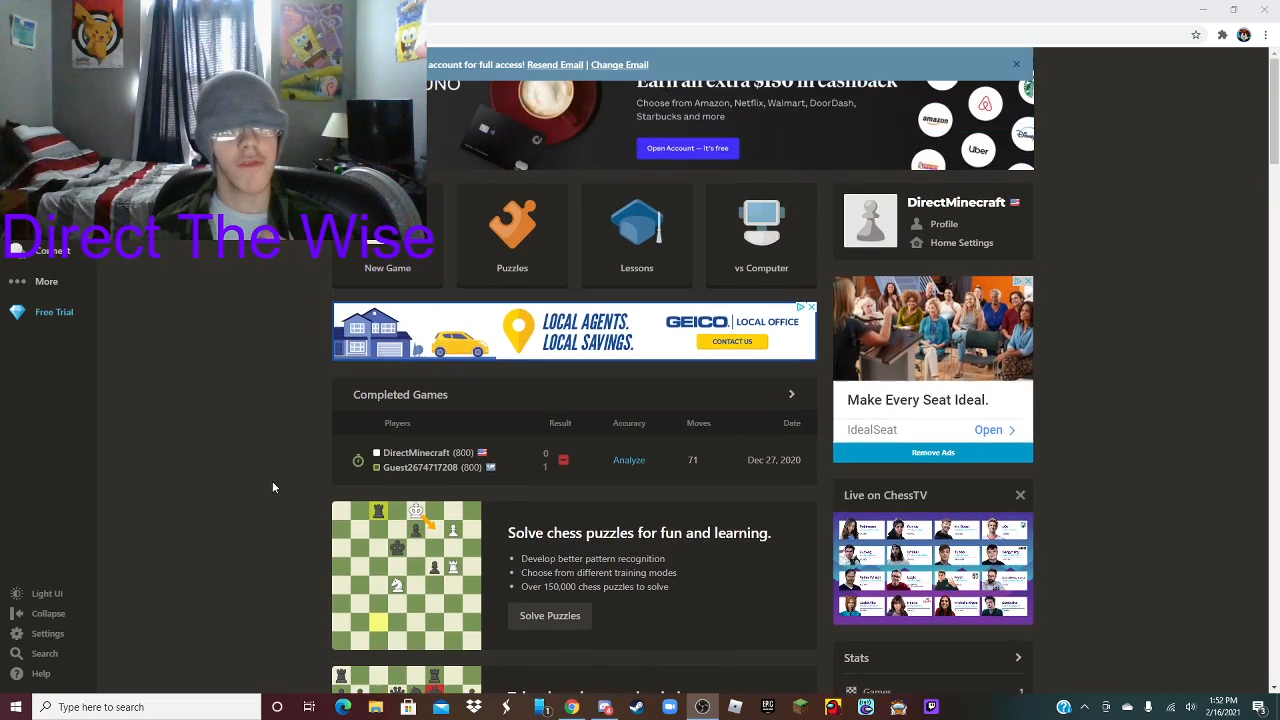 account for full access! Resend Email | Change Email
Earn an extra $150 in cashback
Choose from Amazon, Netflix, Walmart, DoorDash,
Starbucks and more
Open Account — it's free
amazon
Uber
Direct The Wise
Connect
More
Free Trial
New Game
Puzzles
Lessons
vs Computer
DirectMinecraft
Profile
Home Settings
LOCAL AGENTS.
LOCAL SAVINGS.
GEICO. | LOCAL OFFICE
CONTACT US
Make Every Seat Ideal.
IdealSeat
Open
Remove Ads
Completed Games
Players Result Accuracy Moves Date
DirectMinecraft (800) 0
Guest2674717208 (800) 1
Analyze 71 Dec 27, 2020
Solve chess puzzles for fun and learning.
• Develop better pattern recognition
• Choose from different training modes
• Over 150,000 chess puzzles to solve
Solve Puzzles
Live on ChessTV
Stats
Games 1
Light UI
Collapse
Settings
Search
Help
Type here to search
1:52 PM
2/16/2021